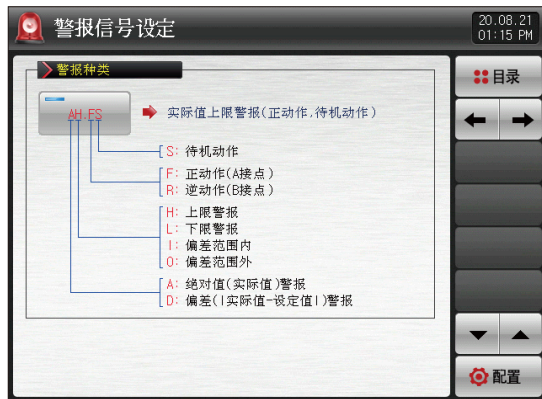 警报信号设定
20.08.21
01:15 PM
警报种类
AH.FS
实际值上限警报(正动作,待机动作)
S: 待机动作
F: 正动作(A接点)
R: 逆动作(B接点)
H: 上限警报
L: 下限警报
I: 偏差范围内
O: 偏差范围外
A: 绝对值(实际值)警报
D: 偏差(|实际值-设定值|)警报
目录
配置